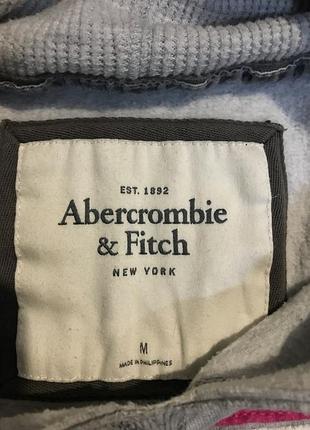 EST. 1892
Abercrombie
& Fitch
NEW YORK
M
MADE IN PHILIPPINES